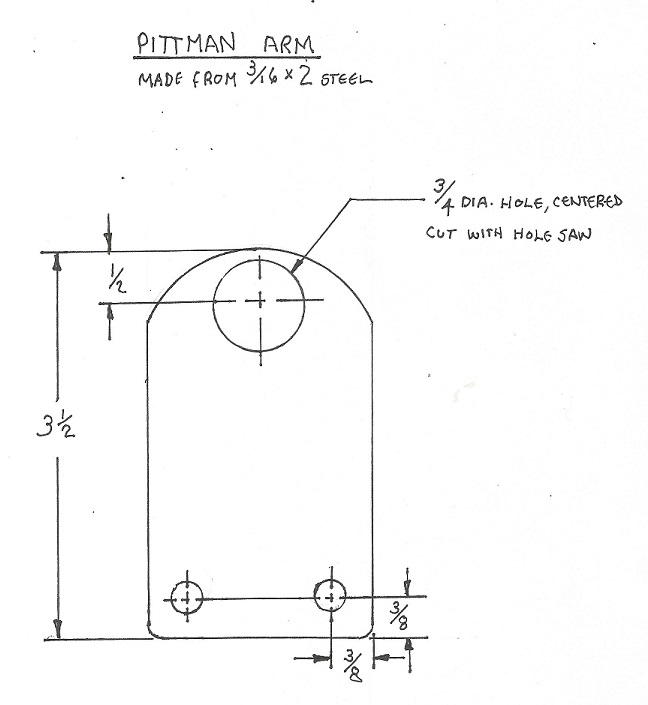 PITTMAN ARM
MADE FROM 3/16 × 2 STEEL
3/4 DIA. HOLE, CENTERED
CUT WITH HOLE SAW
1/2
3 1/2
3/8
3/8